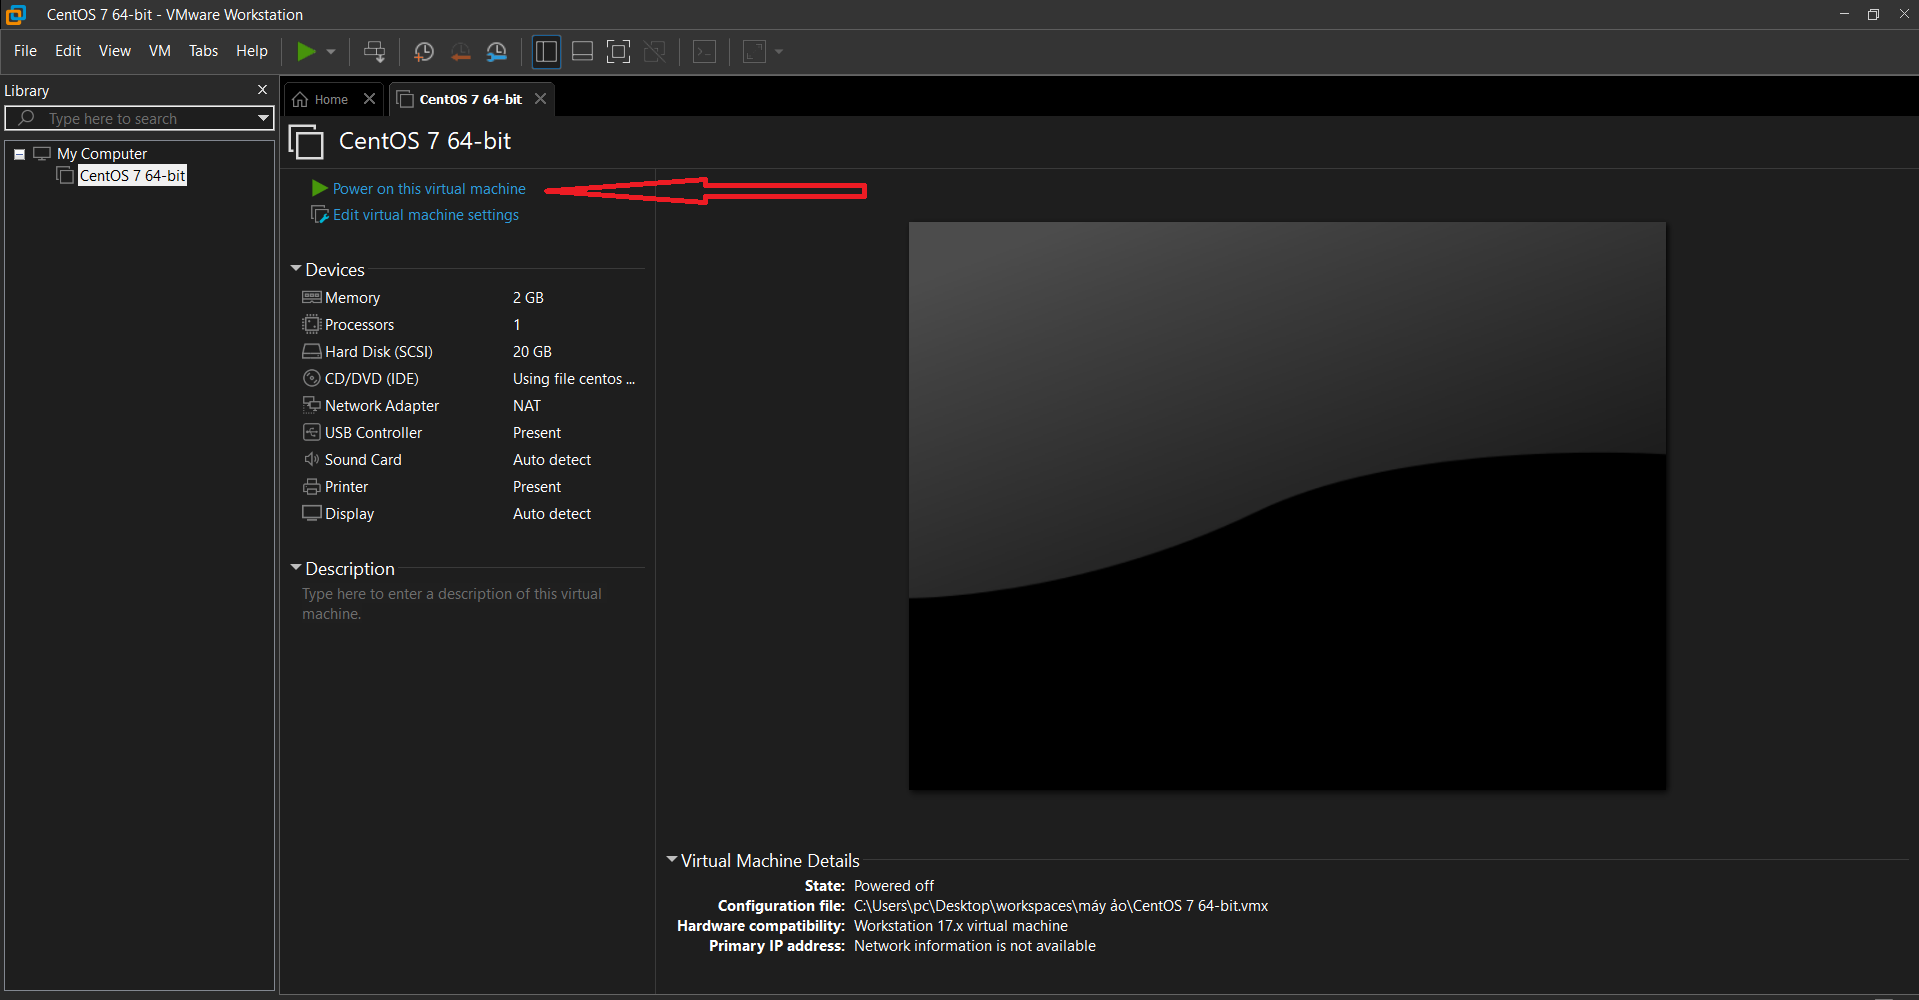 CentOS 7 64-bit - VMware Workstation
File Edit View VM Tabs Help
Library
Type here to search
My Computer
CentOS 7 64-bit
Home
CentOS 7 64-bit
CentOS 7 64-bit
Power on this virtual machine
Edit virtual machine settings
Devices
Memory 2 GB
Processors 1
Hard Disk (SCSI) 20 GB
CD/DVD (IDE) Using file centos ...
Network Adapter NAT
USB Controller Present
Sound Card Auto detect
Printer Present
Display Auto detect
Description
Type here to enter a description of this virtual
machine.
Virtual Machine Details
State: Powered off
Configuration file: C:\Users\pc\Desktop\workspaces\máy ảo\CentOS 7 64-bit.vmx
Hardware compatibility: Workstation 17.x virtual machine
Primary IP address: Network information is not available